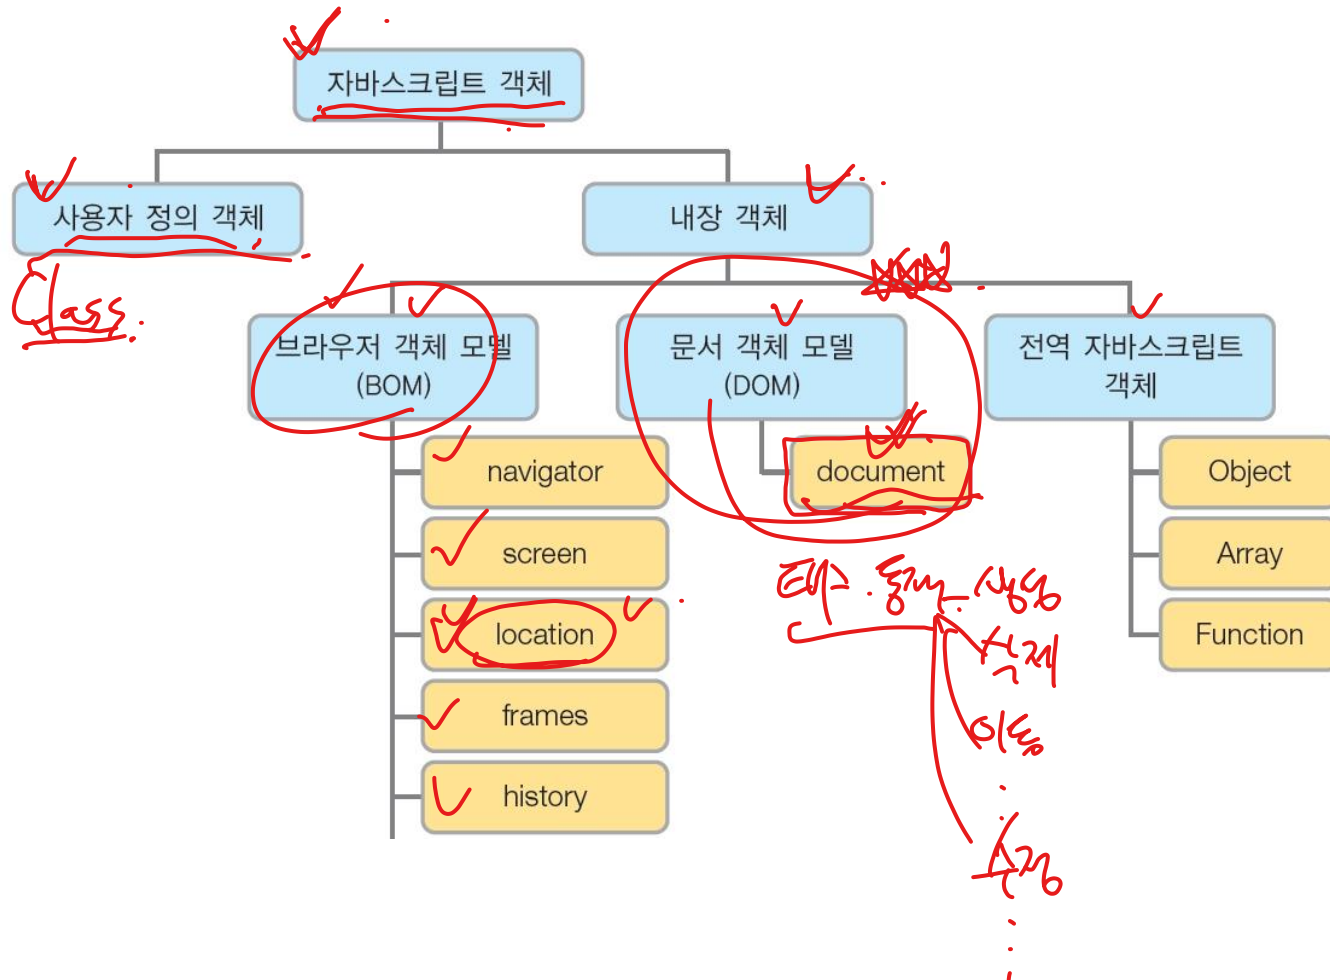 자바스크립트 객체
사용자 정의 객체
내장 객체
Class.
브라우저 객체 모델
(BOM)
문서 객체 모델
(DOM)
전역 자바스크립트
객체
navigator
document
Object
screen
Array
location
Function
frames
history
태그 동적 생성
삭제
이동
수정